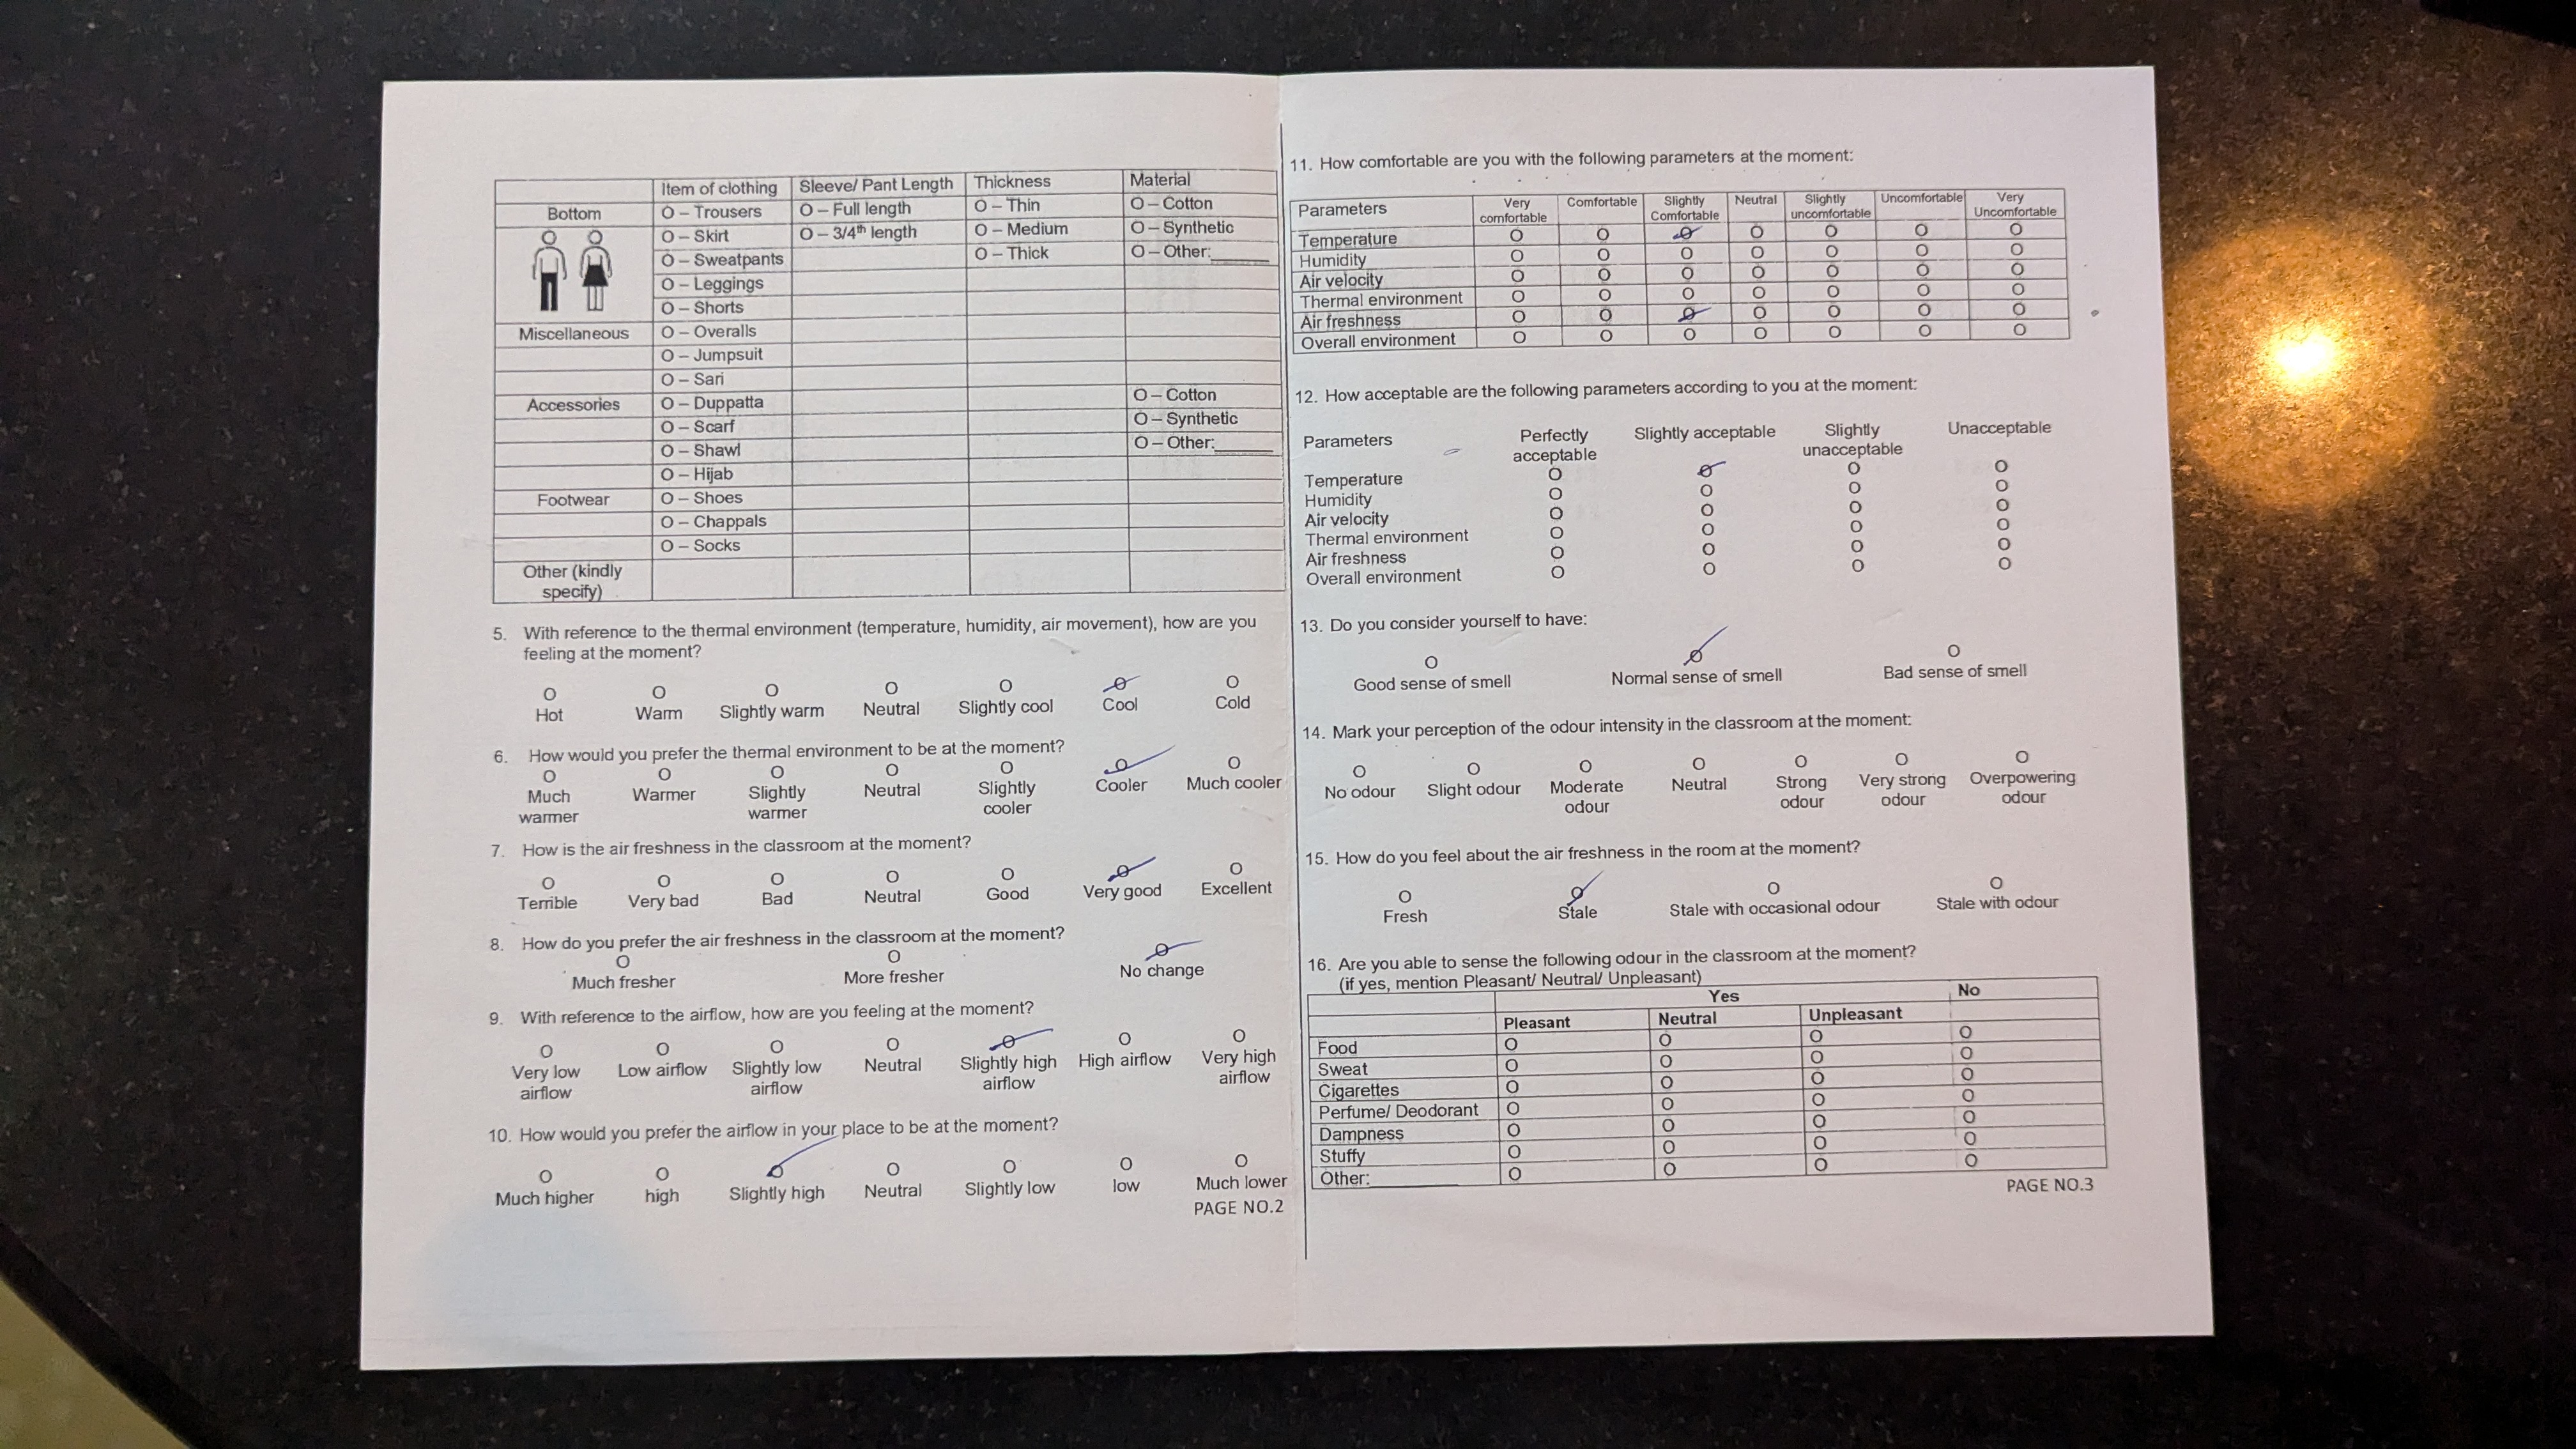 Item of clothing Sleeve/ Pant Length Thickness Material
Bottom O – Trousers O – Full length O – Thin O – Cotton
O – Skirt O – 3/4th length O – Medium O – Synthetic
O – Sweatpants O – Thick O – Other:______
O – Leggings
O – Shorts
Miscellaneous O – Overalls
O – Jumpsuit
O – Sari
Accessories O – Duppatta O – Cotton
O – Scarf O – Synthetic
O – Shawl O – Other:______
O – Hijab
Footwear O – Shoes
O – Chappals
O – Socks
Other (kindly
specify)
5. With reference to the thermal environment (temperature, humidity, air movement), how are you
feeling at the moment?
O O O O O O O
Hot Warm Slightly warm Neutral Slightly cool Cool Cold
6. How would you prefer the thermal environment to be at the moment?
O O O O O O O
Much Warmer Slightly Neutral Slightly Cooler Much cooler
warmer warmer cooler
7. How is the air freshness in the classroom at the moment?
O O O O O O O
Terrible Very bad Bad Neutral Good Very good Excellent
8. How do you prefer the air freshness in the classroom at the moment?
O O O
Much fresher More fresher No change
9. With reference to the airflow, how are you feeling at the moment?
O O O O O O O
Very low Low airflow Slightly low Neutral Slightly high High airflow Very high
airflow airflow airflow airflow
10. How would you prefer the airflow in your place to be at the moment?
O O O O O O O
Much higher high Slightly high Neutral Slightly low low Much lower
PAGE NO.2
11. How comfortable are you with the following parameters at the moment:
Parameters Very Comfortable Slightly Neutral Slightly Uncomfortable Very
comfortable Comfortable uncomfortable Uncomfortable
Temperature O O O O O O O
Humidity O O O O O O O
Air velocity O O O O O O O
Thermal environment O O O O O O O
Air freshness O O O O O O O
Overall environment O O O O O O O
12. How acceptable are the following parameters according to you at the moment:
Parameters Perfectly Slightly acceptable Slightly Unacceptable
acceptable unacceptable
Temperature O O O O
Humidity O O O O
Air velocity O O O O
Thermal environment O O O O
Air freshness O O O O
Overall environment O O O O
13. Do you consider yourself to have:
O O O
Good sense of smell Normal sense of smell Bad sense of smell
14. Mark your perception of the odour intensity in the classroom at the moment:
O O O O O O O
No odour Slight odour Moderate Neutral Strong Very strong Overpowering
odour odour odour odour
15. How do you feel about the air freshness in the room at the moment?
O O O O
Fresh Stale Stale with occasional odour Stale with odour
16. Are you able to sense the following odour in the classroom at the moment?
(if yes, mention Pleasant/ Neutral/ Unpleasant)
Yes No
Pleasant Neutral Unpleasant
Food O O O O
Sweat O O O O
Cigarettes O O O O
Perfume/ Deodorant O O O O
Dampness O O O O
Stuffy O O O O
Other:__________ O O O O
PAGE NO.3